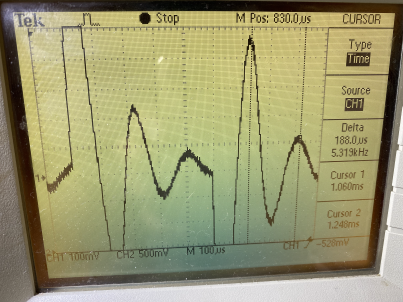 Tek
Stop
M Pos: 830.0us
CURSOR
Type
Time
Source
CH1
Delta
188.0us
5.319kHz
Cursor 1
1.060ms
Cursor 2
1.248ms
CH1 100mV
CH2 500mV
M 100us
CH1
-528mV